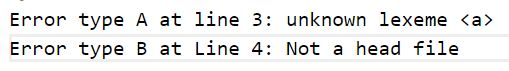 Error type A at line 3: unknown lexeme <a>
Error type B at Line 4: Not a head file